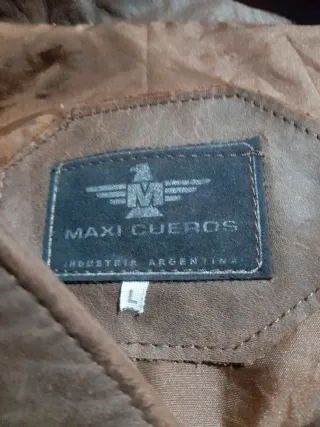 M
MAXI CUEROS
INDUSTRIA ARGENTINA
L